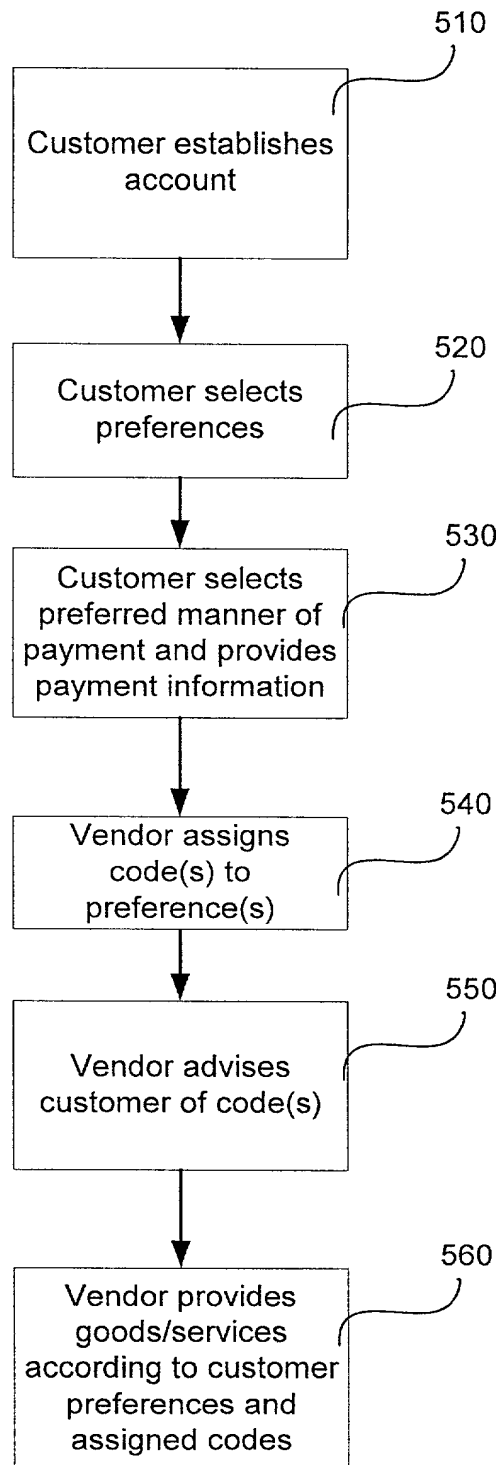 510
Customer establishes
account
520
Customer selects
preferences
530
Customer selects
preferred manner of
payment and provides
payment information
540
Vendor assigns
code(s) to
preference(s)
550
Vendor advises
customer of code(s)
560
Vendor provides
goods/services
according to customer
preferences and
assigned codes